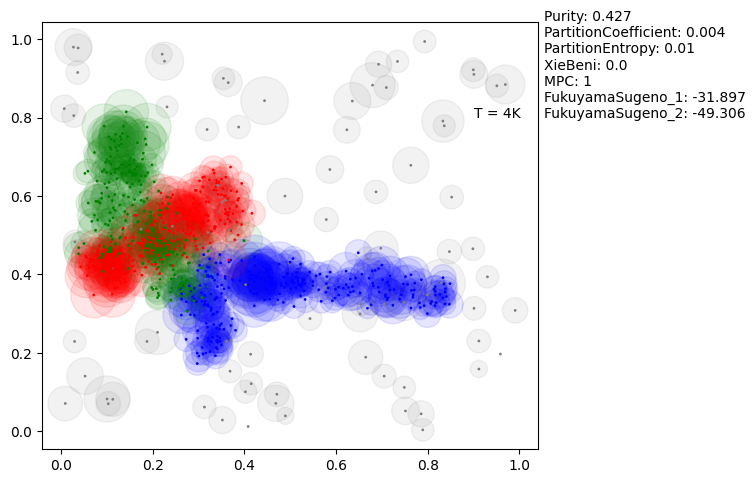 Purity: 0.427
PartitionCoefficient: 0.004
PartitionEntropy: 0.01
XieBeni: 0.0
MPC: 1
FukuyamaSugeno_1: -31.897
FukuyamaSugeno_2: -49.306
T = 4K
1.0
0.8
0.6
0.4
0.2
0.0
0.0 0.2 0.4 0.6 0.8 1.0